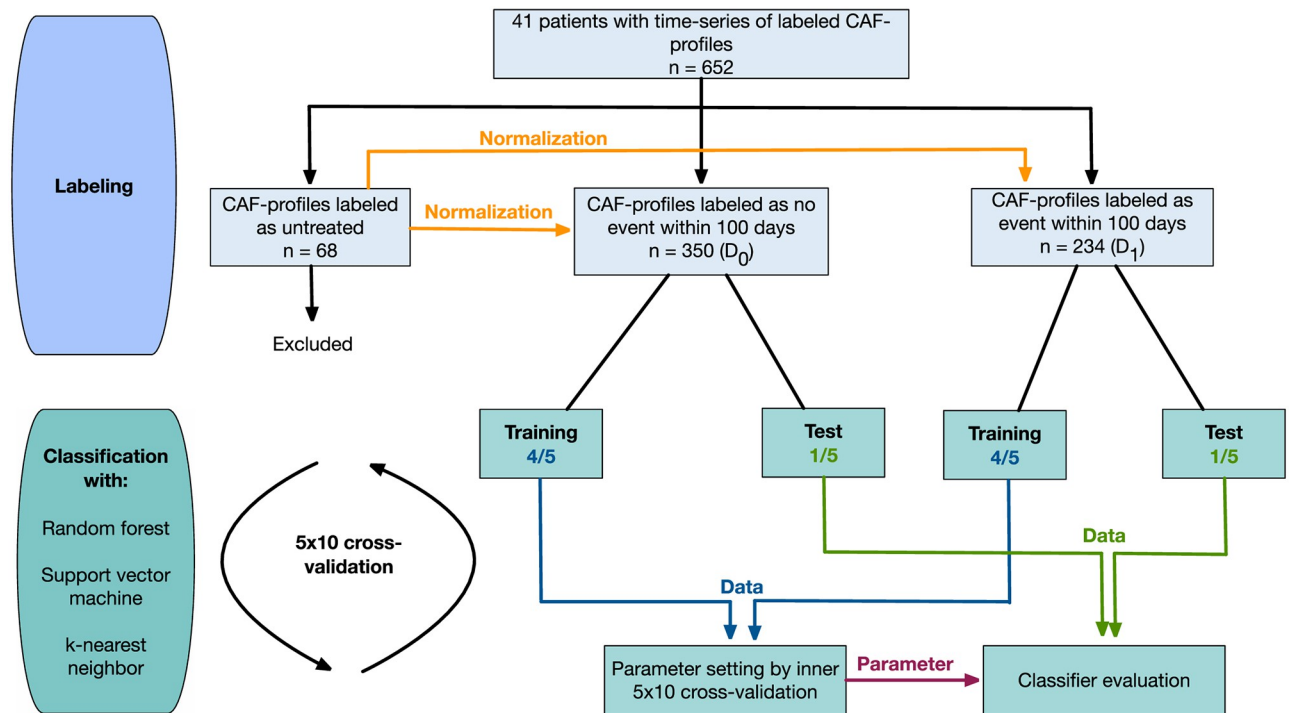 41 patients with time-series of labeled CAF-
profiles
n = 652
Labeling
Normalization
CAF-profiles labeled
as untreated
n = 68
Normalization
CAF-profiles labeled as no
event within 100 days
n = 350 (D0)
CAF-profiles labeled as
event within 100 days
n = 234 (D1)
Excluded
Classification
with:
Random forest
Support vector
machine
k-nearest
neighbor
5x10 cross-
validation
Training
4/5
Test
1/5
Training
4/5
Test
1/5
Data
Data
Parameter setting by inner
5x10 cross-validation
Parameter
Classifier evaluation